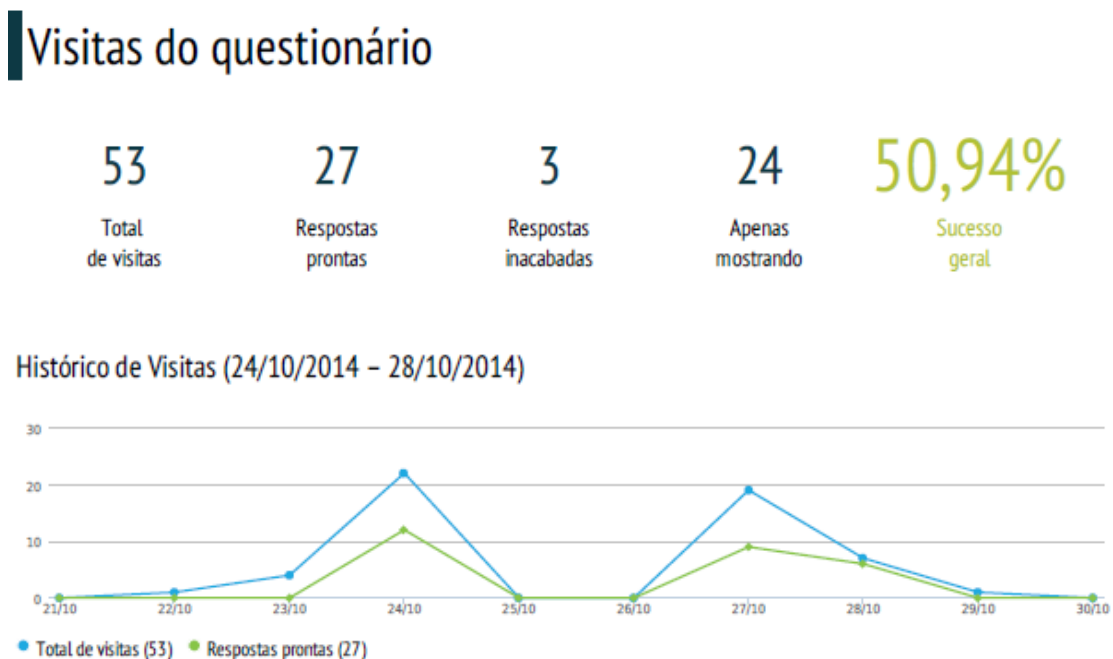 Visitas do questionário
53 27 3 24 50,94%
Total Respostas Respostas Apenas Sucesso
de visitas prontas inacabadas mostrando geral
Histórico de Visitas (24/10/2014 – 28/10/2014)
30
20
10
0
21/10 22/10 23/10 24/10 25/10 26/10 27/10 28/10 29/10 30/10
Total de visitas (53) Respostas prontas (27)